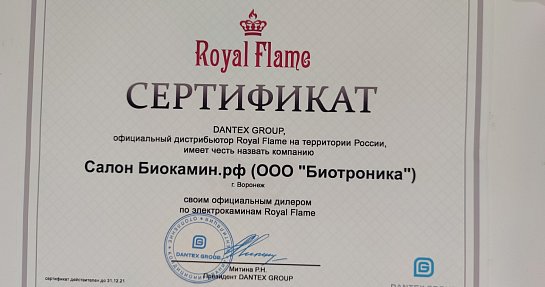 Royal Flame
СЕРТИФИКАТ
DANTEX GROUP,
официальный дистрибьютор Royal Flame на территории России,
имеет честь назвать компанию
Салон Биокамин.рф (ООО "Биотроника")
г. Воронеж
своим официальным дилером
по электрокаминам Royal Flame
DANTEX GROUP
Митина Р.Н.
Президент DANTEX GROUP
сертификат действителен до 31.12.21
DANTEX GROUP